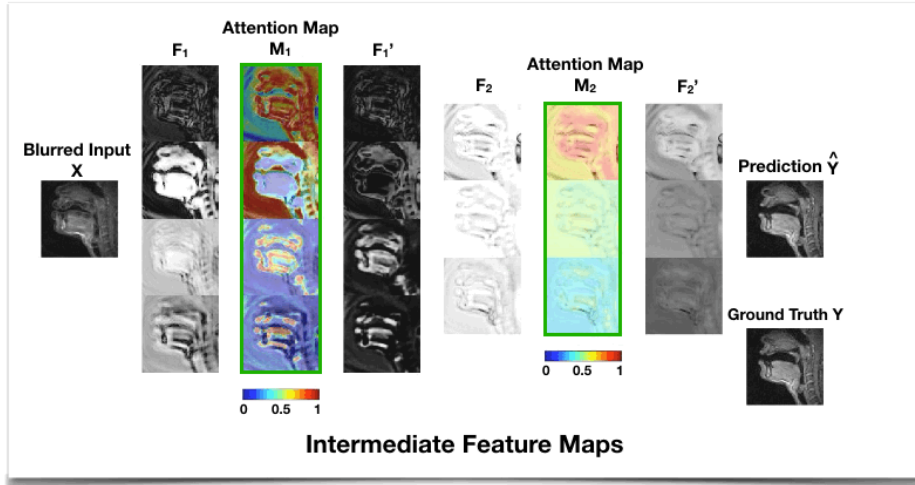 Attention Map
F₁ M₁ F₁'
Attention Map
F₂ M₂ F₂'
Blurred Input
X
Prediction Ŷ
Ground Truth Y
0 0.5 1
0 0.5 1
Intermediate Feature Maps